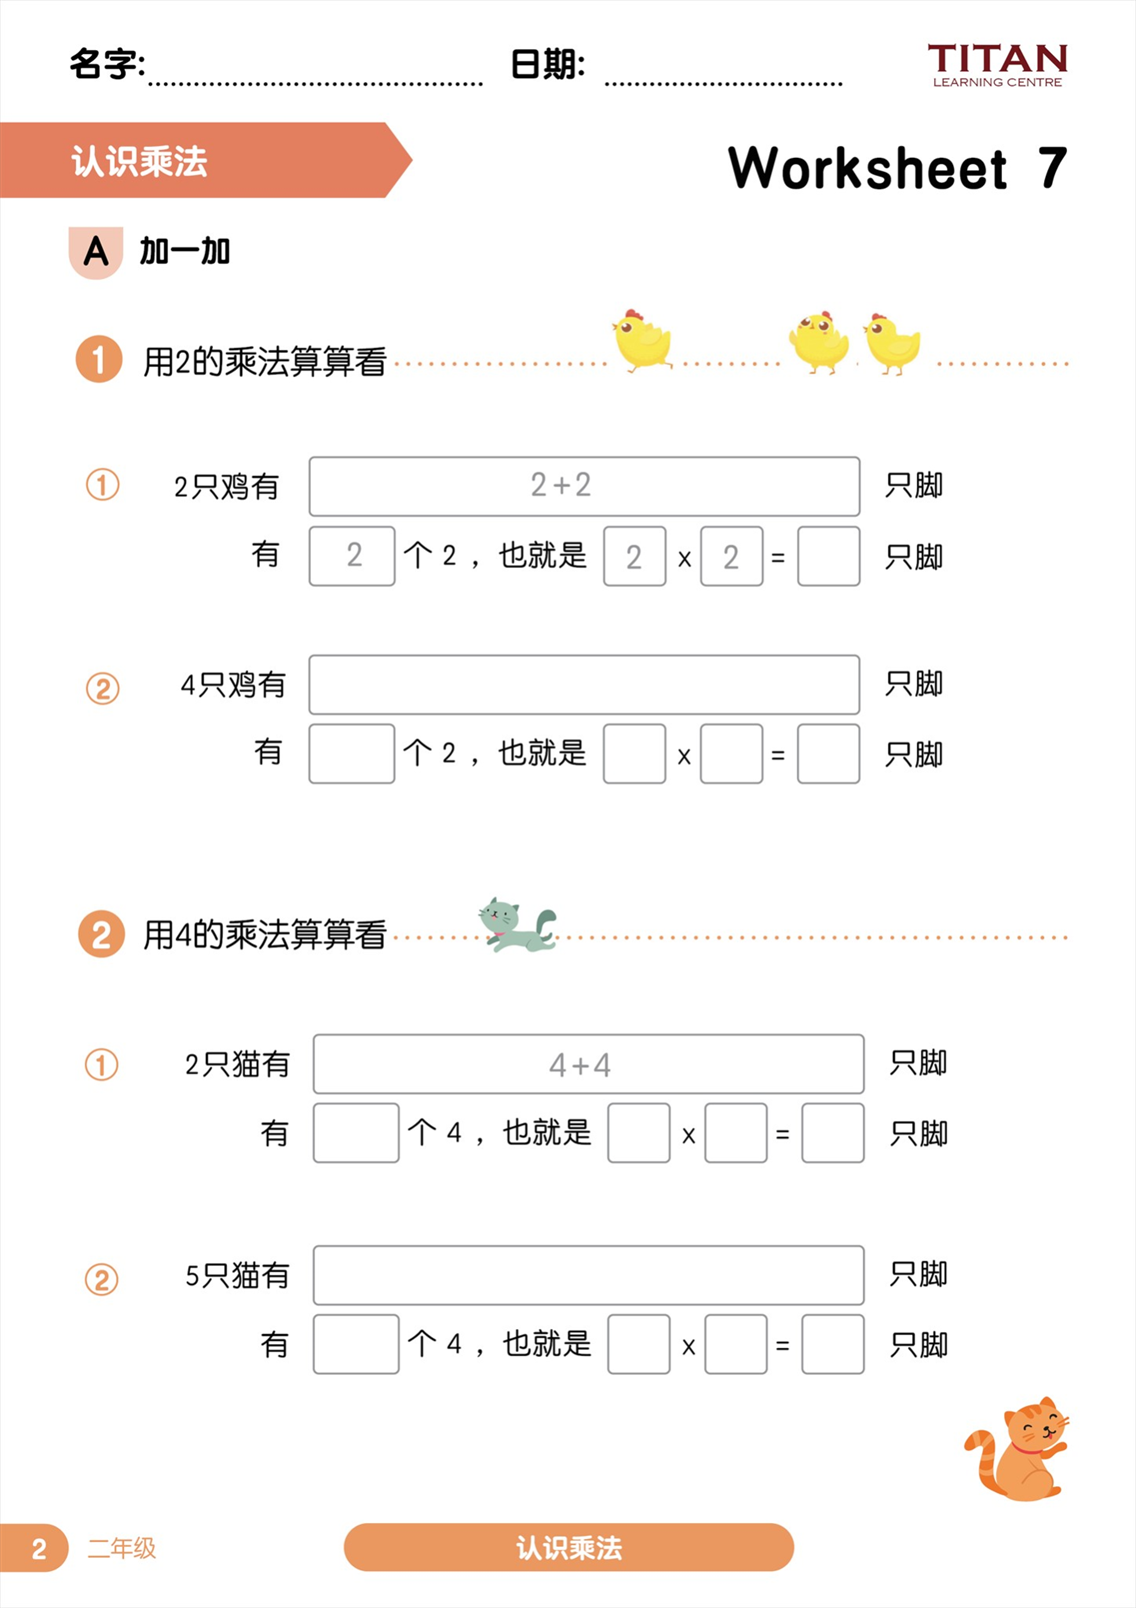 名字:
日期:
TITAN
LEARNING CENTRE
认识乘法
Worksheet 7
A 加一加
1 用2的乘法算算看
① 2只鸡有 2+2 只脚
有 2 个 2 ，也就是 2 x 2 = 只脚
② 4只鸡有 只脚
有 个 2 ，也就是 x = 只脚
2 用4的乘法算算看
① 2只猫有 4+4 只脚
有 个 4 ，也就是 x = 只脚
② 5只猫有 只脚
有 个 4 ，也就是 x = 只脚
2 二年级
认识乘法